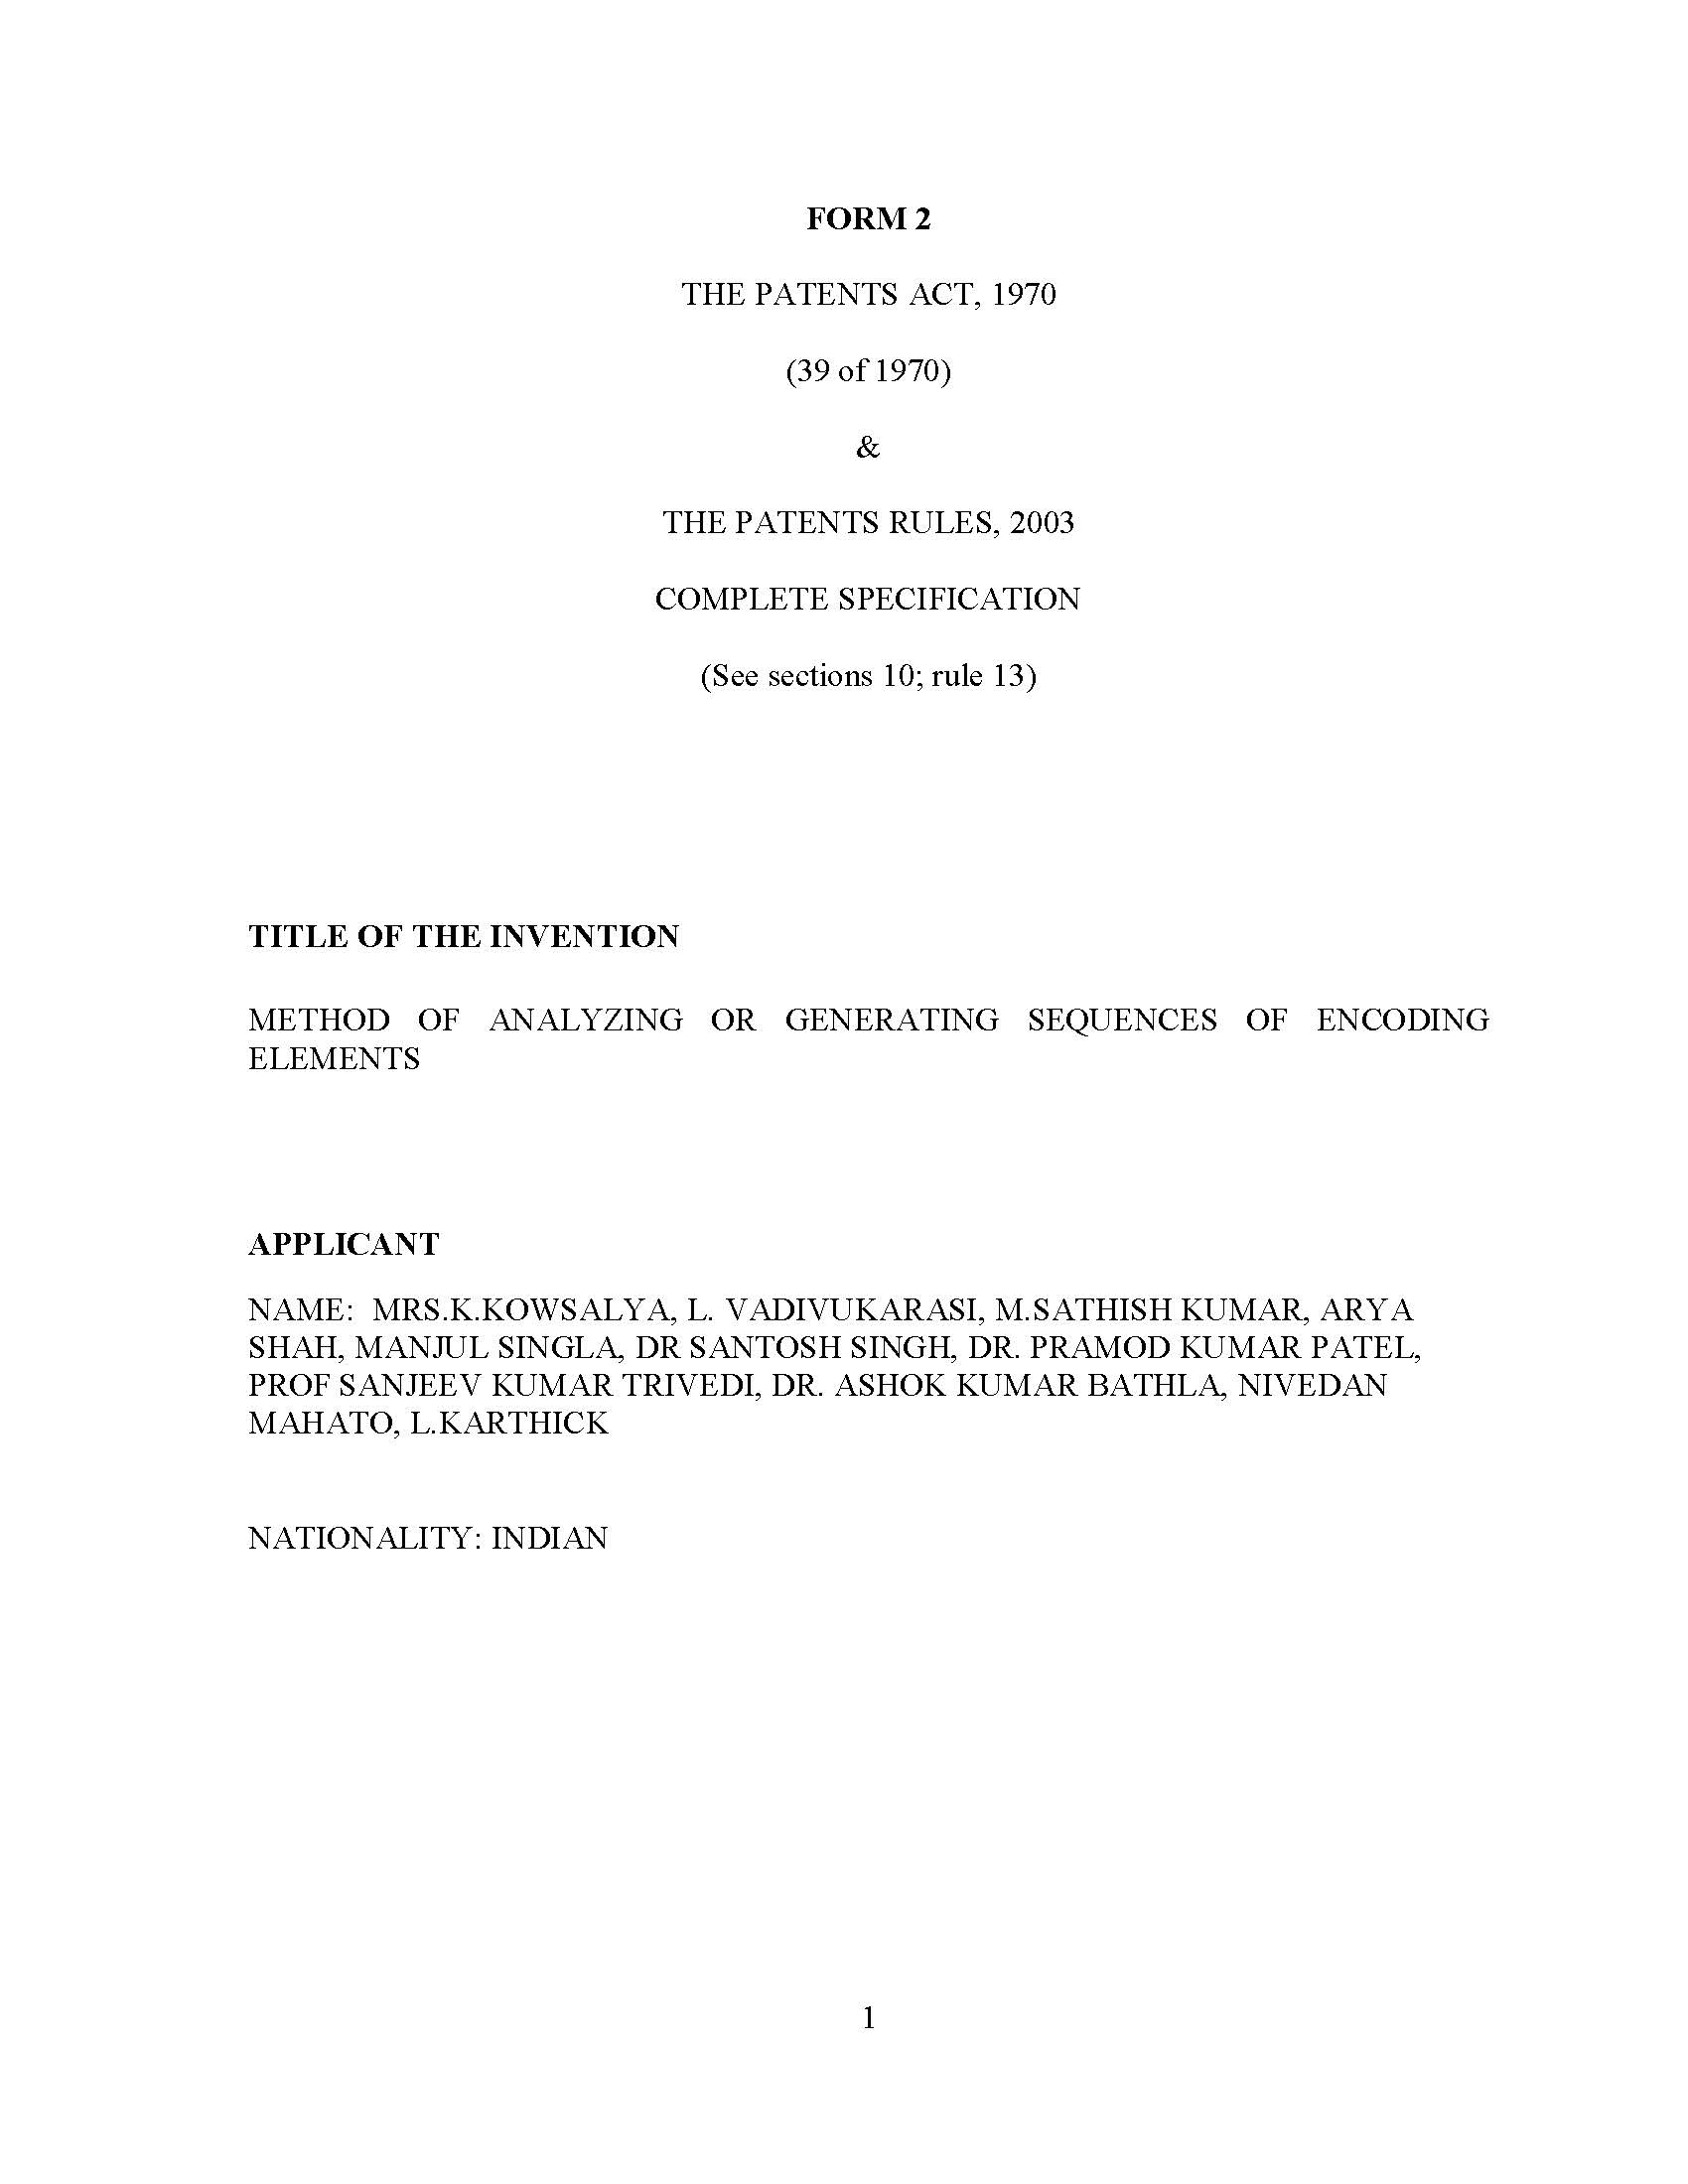 FORM 2
THE PATENTS ACT, 1970
(39 of 1970)
&
THE PATENTS RULES, 2003
COMPLETE SPECIFICATION
(See sections 10; rule 13)
TITLE OF THE INVENTION
METHOD OF ANALYZING OR GENERATING SEQUENCES OF ENCODING
ELEMENTS
APPLICANT
NAME: MRS.K.KOWSALYA, L. VADIVUKARASI, M.SATHISH KUMAR, ARYA
SHAH, MANJUL SINGLA, DR SANTOSH SINGH, DR. PRAMOD KUMAR PATEL,
PROF SANJEEV KUMAR TRIVEDI, DR. ASHOK KUMAR BATHLA, NIVEDAN
MAHATO, L.KARTHICK
NATIONALITY: INDIAN
1